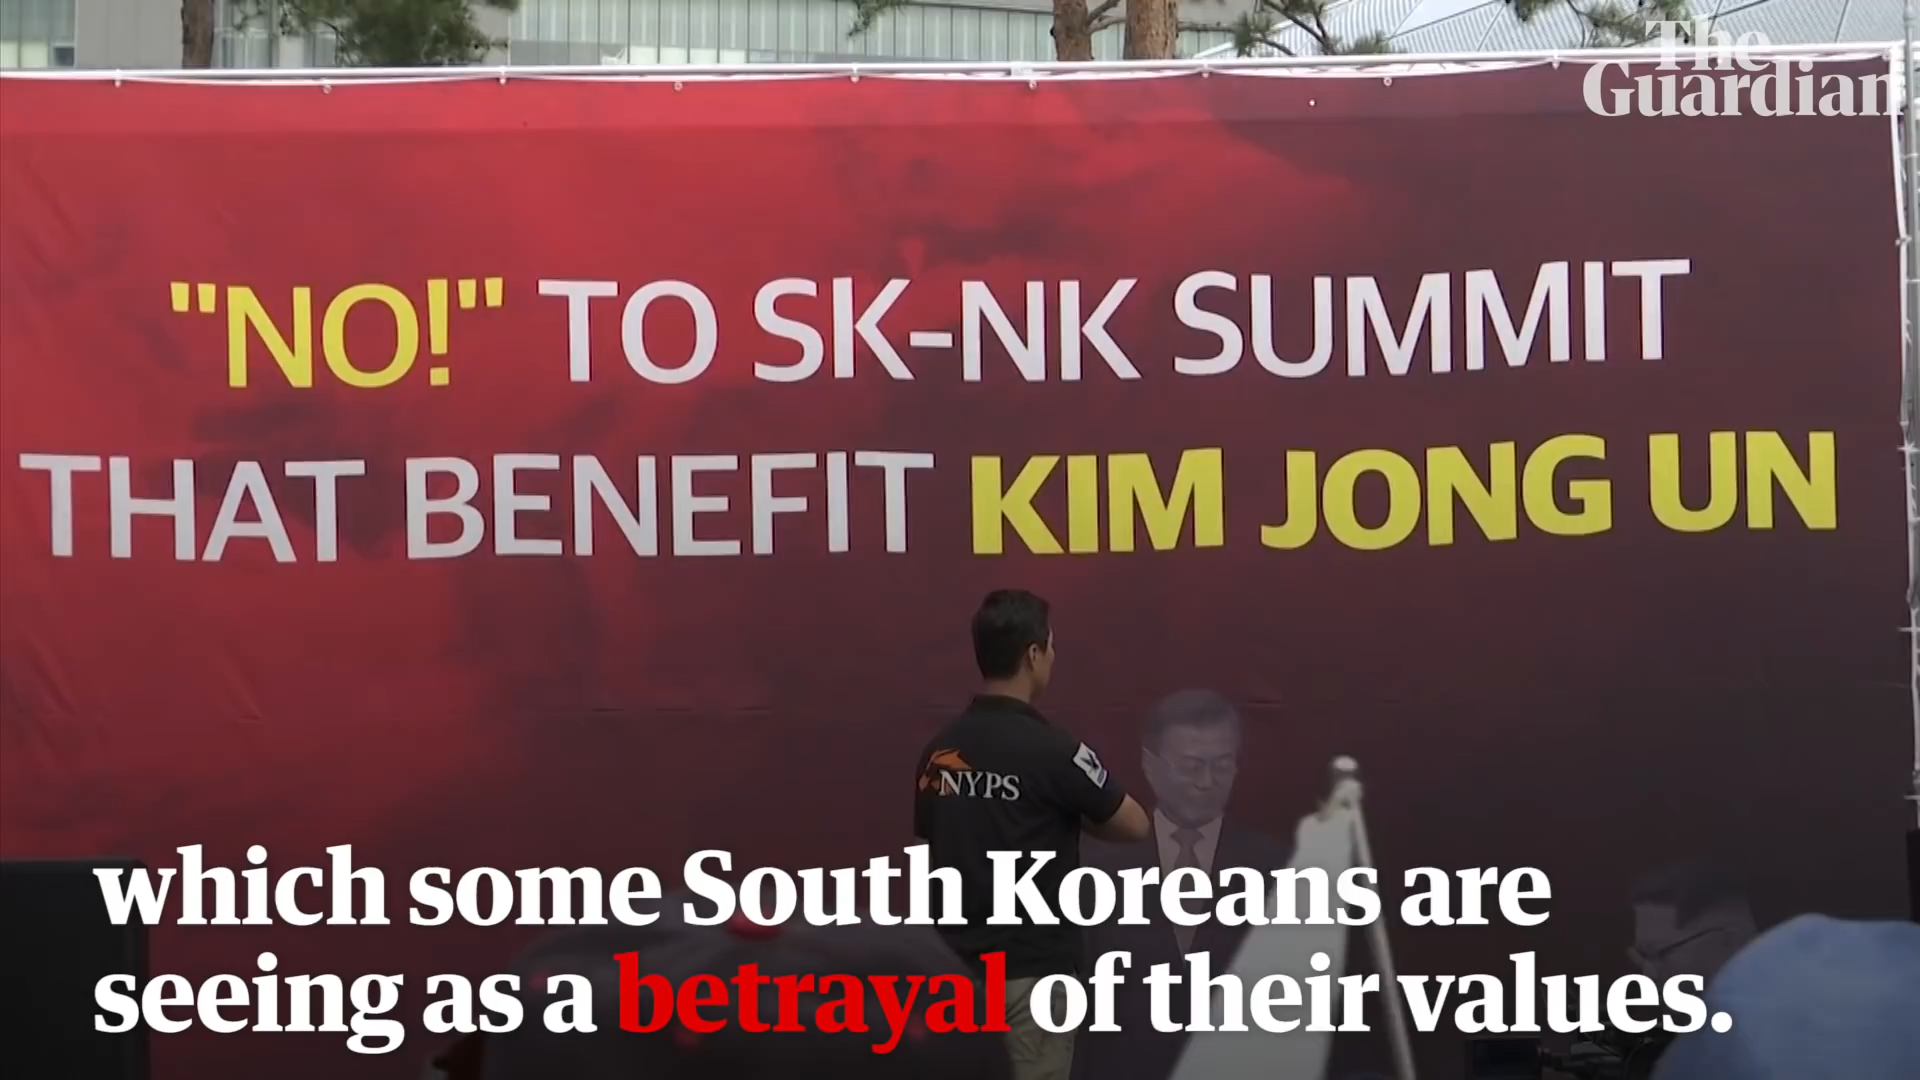 The
Guardian
"NO!" TO SK-NK SUMMIT
THAT BENEFIT KIM JONG UN
NYPS
which some South Koreans are
seeing as a betrayal of their values.